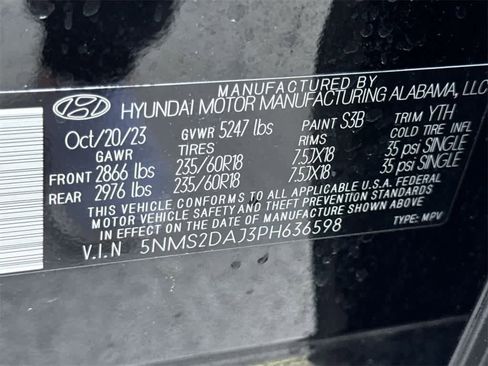 MANUFACTURED BY
HYUNDAI MOTOR MANUFACTURING ALABAMA, LLC
Oct/20/23 GVWR 5247 lbs PAINT S3B TRIM YTH
GAWR TIRES RIMS COLD TIRE INFL
FRONT 2866 lbs 235/60R18 7.5JX18 35 psi SINGLE
REAR 2976 lbs 235/60R18 7.5JX18 35 psi SINGLE
THIS VEHICLE CONFORMS TO ALL APPLICABLE U.S.A. FEDERAL
MOTOR VEHICLE SAFETY AND THEFT PREVENTION STANDARDS
IN EFFECT ON THE DATE OF MANUFACTURE SHOWN ABOVE.
V.I.N 5NMS2DAJ3PH636598 TYPE: MPV